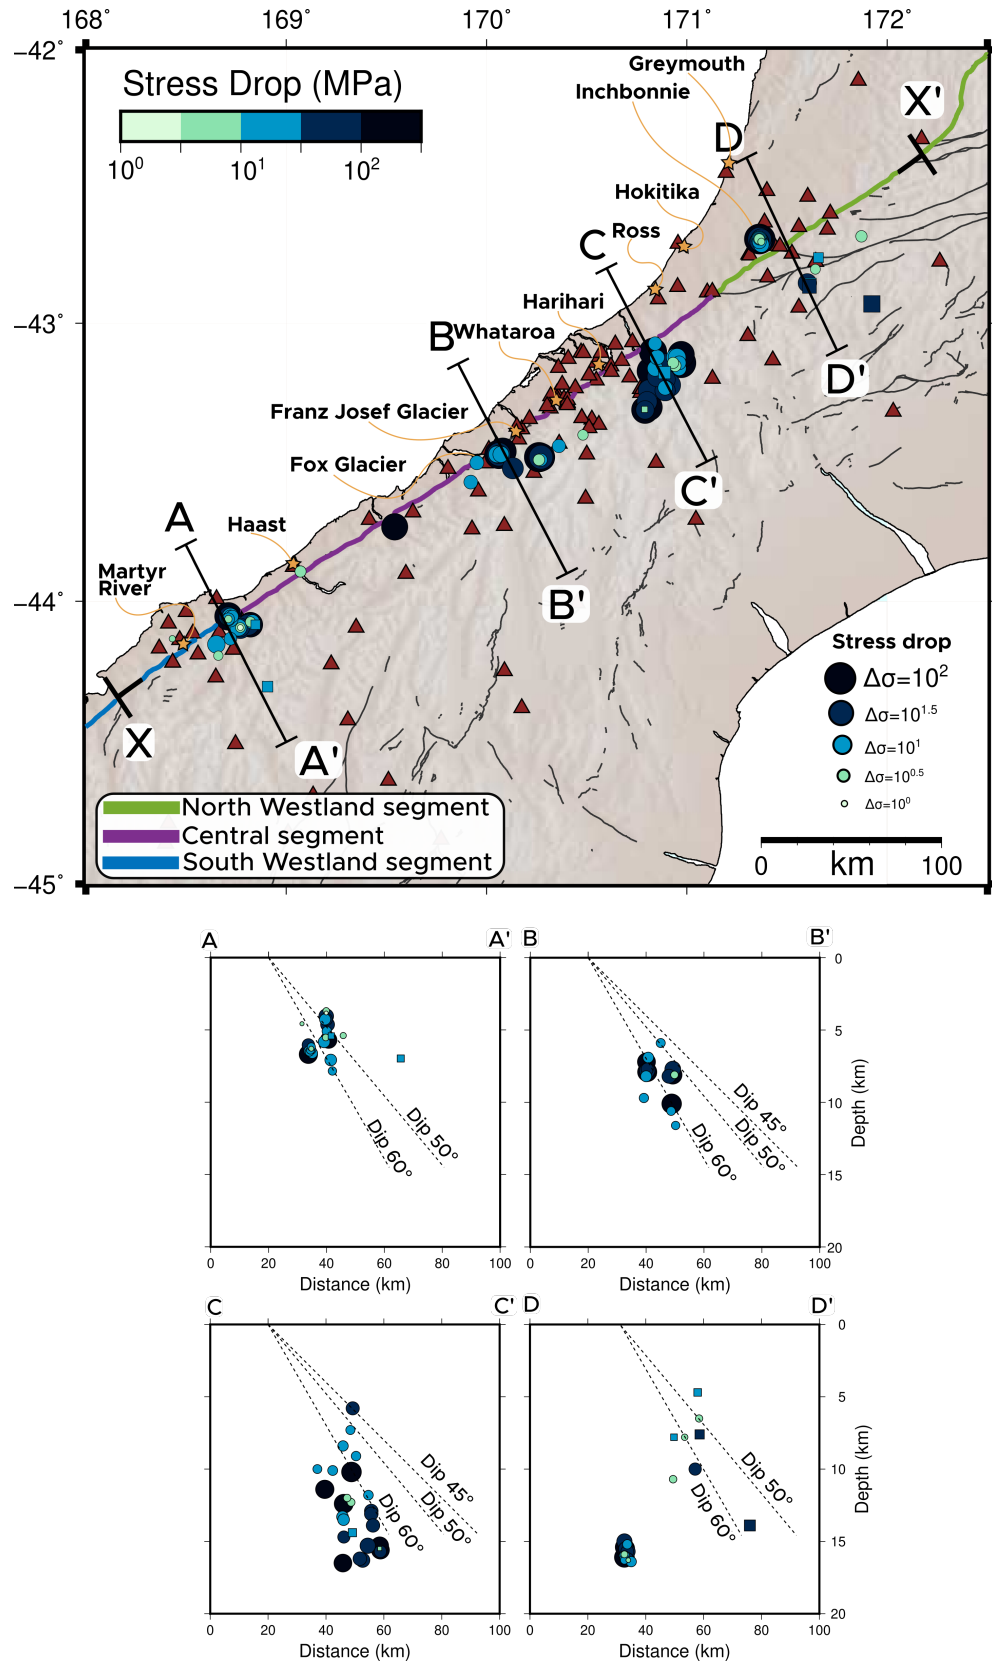 168° 169° 170° 171° 172°
−42°
−43°
−44°
−45°
Stress Drop (MPa)
10⁰ 10¹ 10²
Greymouth
Inchbonnie
X'
D
Hokitika
C
Ross
Harihari
B
Whataroa
D'
Franz Josef Glacier
Fox Glacier
C'
A
Haast
Martyr
River
B'
X
A'
Stress drop
Δσ=10²
Δσ=10¹·⁵
Δσ=10¹
Δσ=10⁰·⁵
Δσ=10⁰
North Westland segment
Central segment
South Westland segment
0 km 100
A A' B B'
Dip 50°
Dip 60°
Dip 45°
Dip 50°
Dip 60°
0
5
10
15
20
Depth (km)
0 20 40 60 80 100
0 20 40 60 80 100
Distance (km)
Distance (km)
C C' D D'
Dip 45°
Dip 50°
Dip 60°
Dip 50°
Dip 60°
0
5
10
15
20
Depth (km)
0 20 40 60 80 100
0 20 40 60 80 100
Distance (km)
Distance (km)